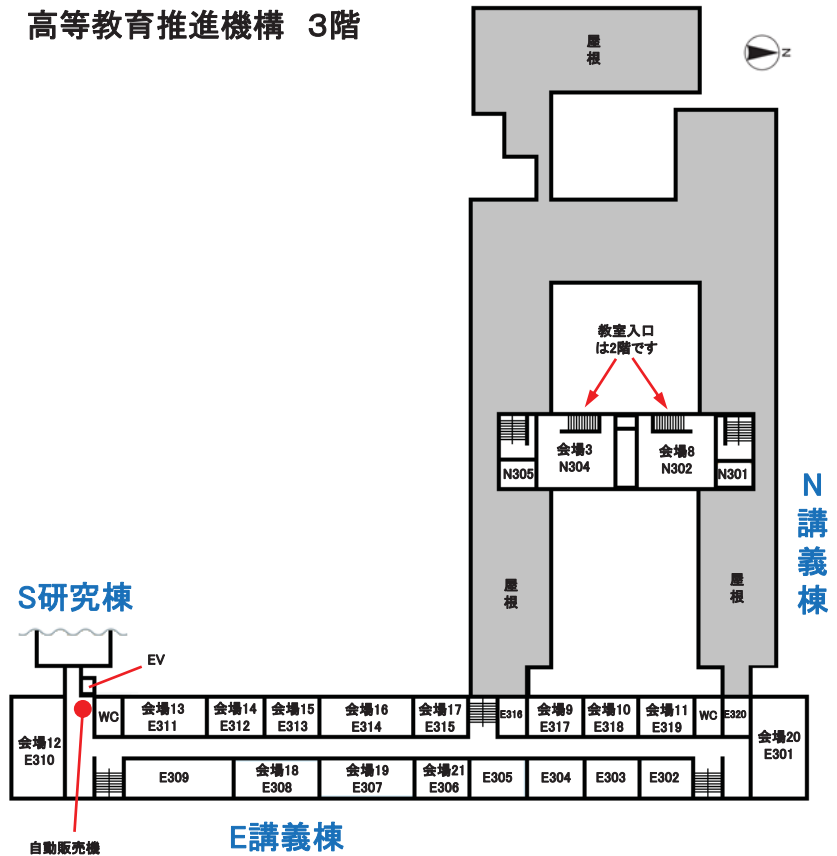 高等教育推進機構 3階
屋
根
N
教室入口
は2階です
会場3
N304
会場8
N302
N305
N301
N
講
義
棟
屋
根
屋
根
S研究棟
EV
会場12
E310
WC
会場13
E311
会場14
E312
会場15
E313
会場16
E314
会場17
E315
E316
会場9
E317
会場10
E318
会場11
E319
WC
E320
会場20
E301
E309
会場18
E308
会場19
E307
会場21
E306
E305
E304
E303
E302
自動販売機
E講義棟